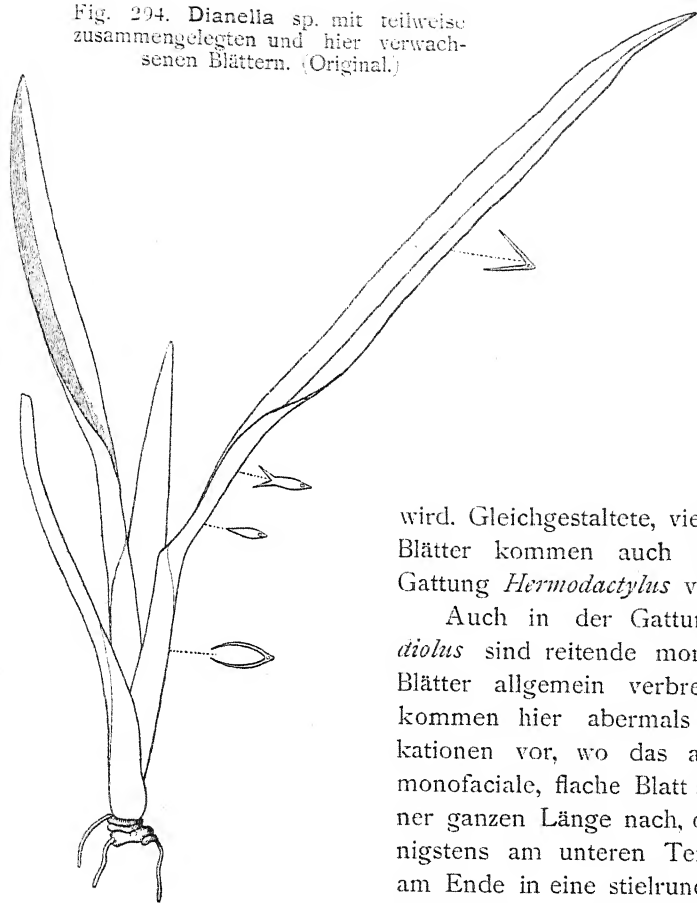 Fig. 294. Dianella sp. mit teilweise
zusammengelegten und hier verwach-
senen Blättern. (Original.)
wird. Gleichgestaltete, vie
Blätter kommen auch
Gattung Hermodactylus v
Auch in der Gattu
diolus sind reitende mon
Blätter allgemein verbre
kommen hier abermals
kationen vor, wo das a
monofaciale, flache Blatt
ner ganzen Länge nach,
nigstens am unteren Te
am Ende in eine stielrun